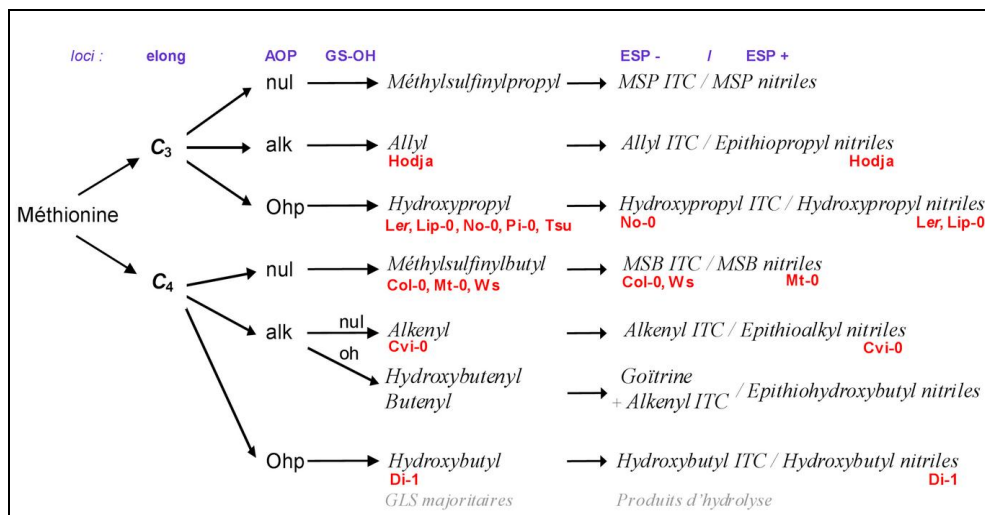 loci : elong AOP GS-OH ESP - / ESP +
nul Méthylsulfinylpropyl MSP ITC / MSP nitriles
C3 alk Allyl Allyl ITC / Epithiopropyl nitriles
Hodja Hodja
Méthionine Ohp Hydroxypropyl Hydroxypropyl ITC / Hydroxypropyl nitriles
Ler, Lip-0, No-0, Pi-0, Tsu No-0 Ler, Lip-0
C4 nul Méthylsulfinylbutyl MSB ITC / MSB nitriles
Col-0, Mt-0, Ws Col-0, Ws Mt-0
alk nul Alkenyl Alkenyl ITC / Epithioalkyl nitriles
Cvi-0 Cvi-0
oh Hydroxybutenyl Goïtrine
Butenyl + Alkenyl ITC / Epithiohydroxybutyl nitriles
Ohp Hydroxybutyl Hydroxybutyl ITC / Hydroxybutyl nitriles
Di-1 Di-1
GLS majoritaires Produits d'hydrolyse